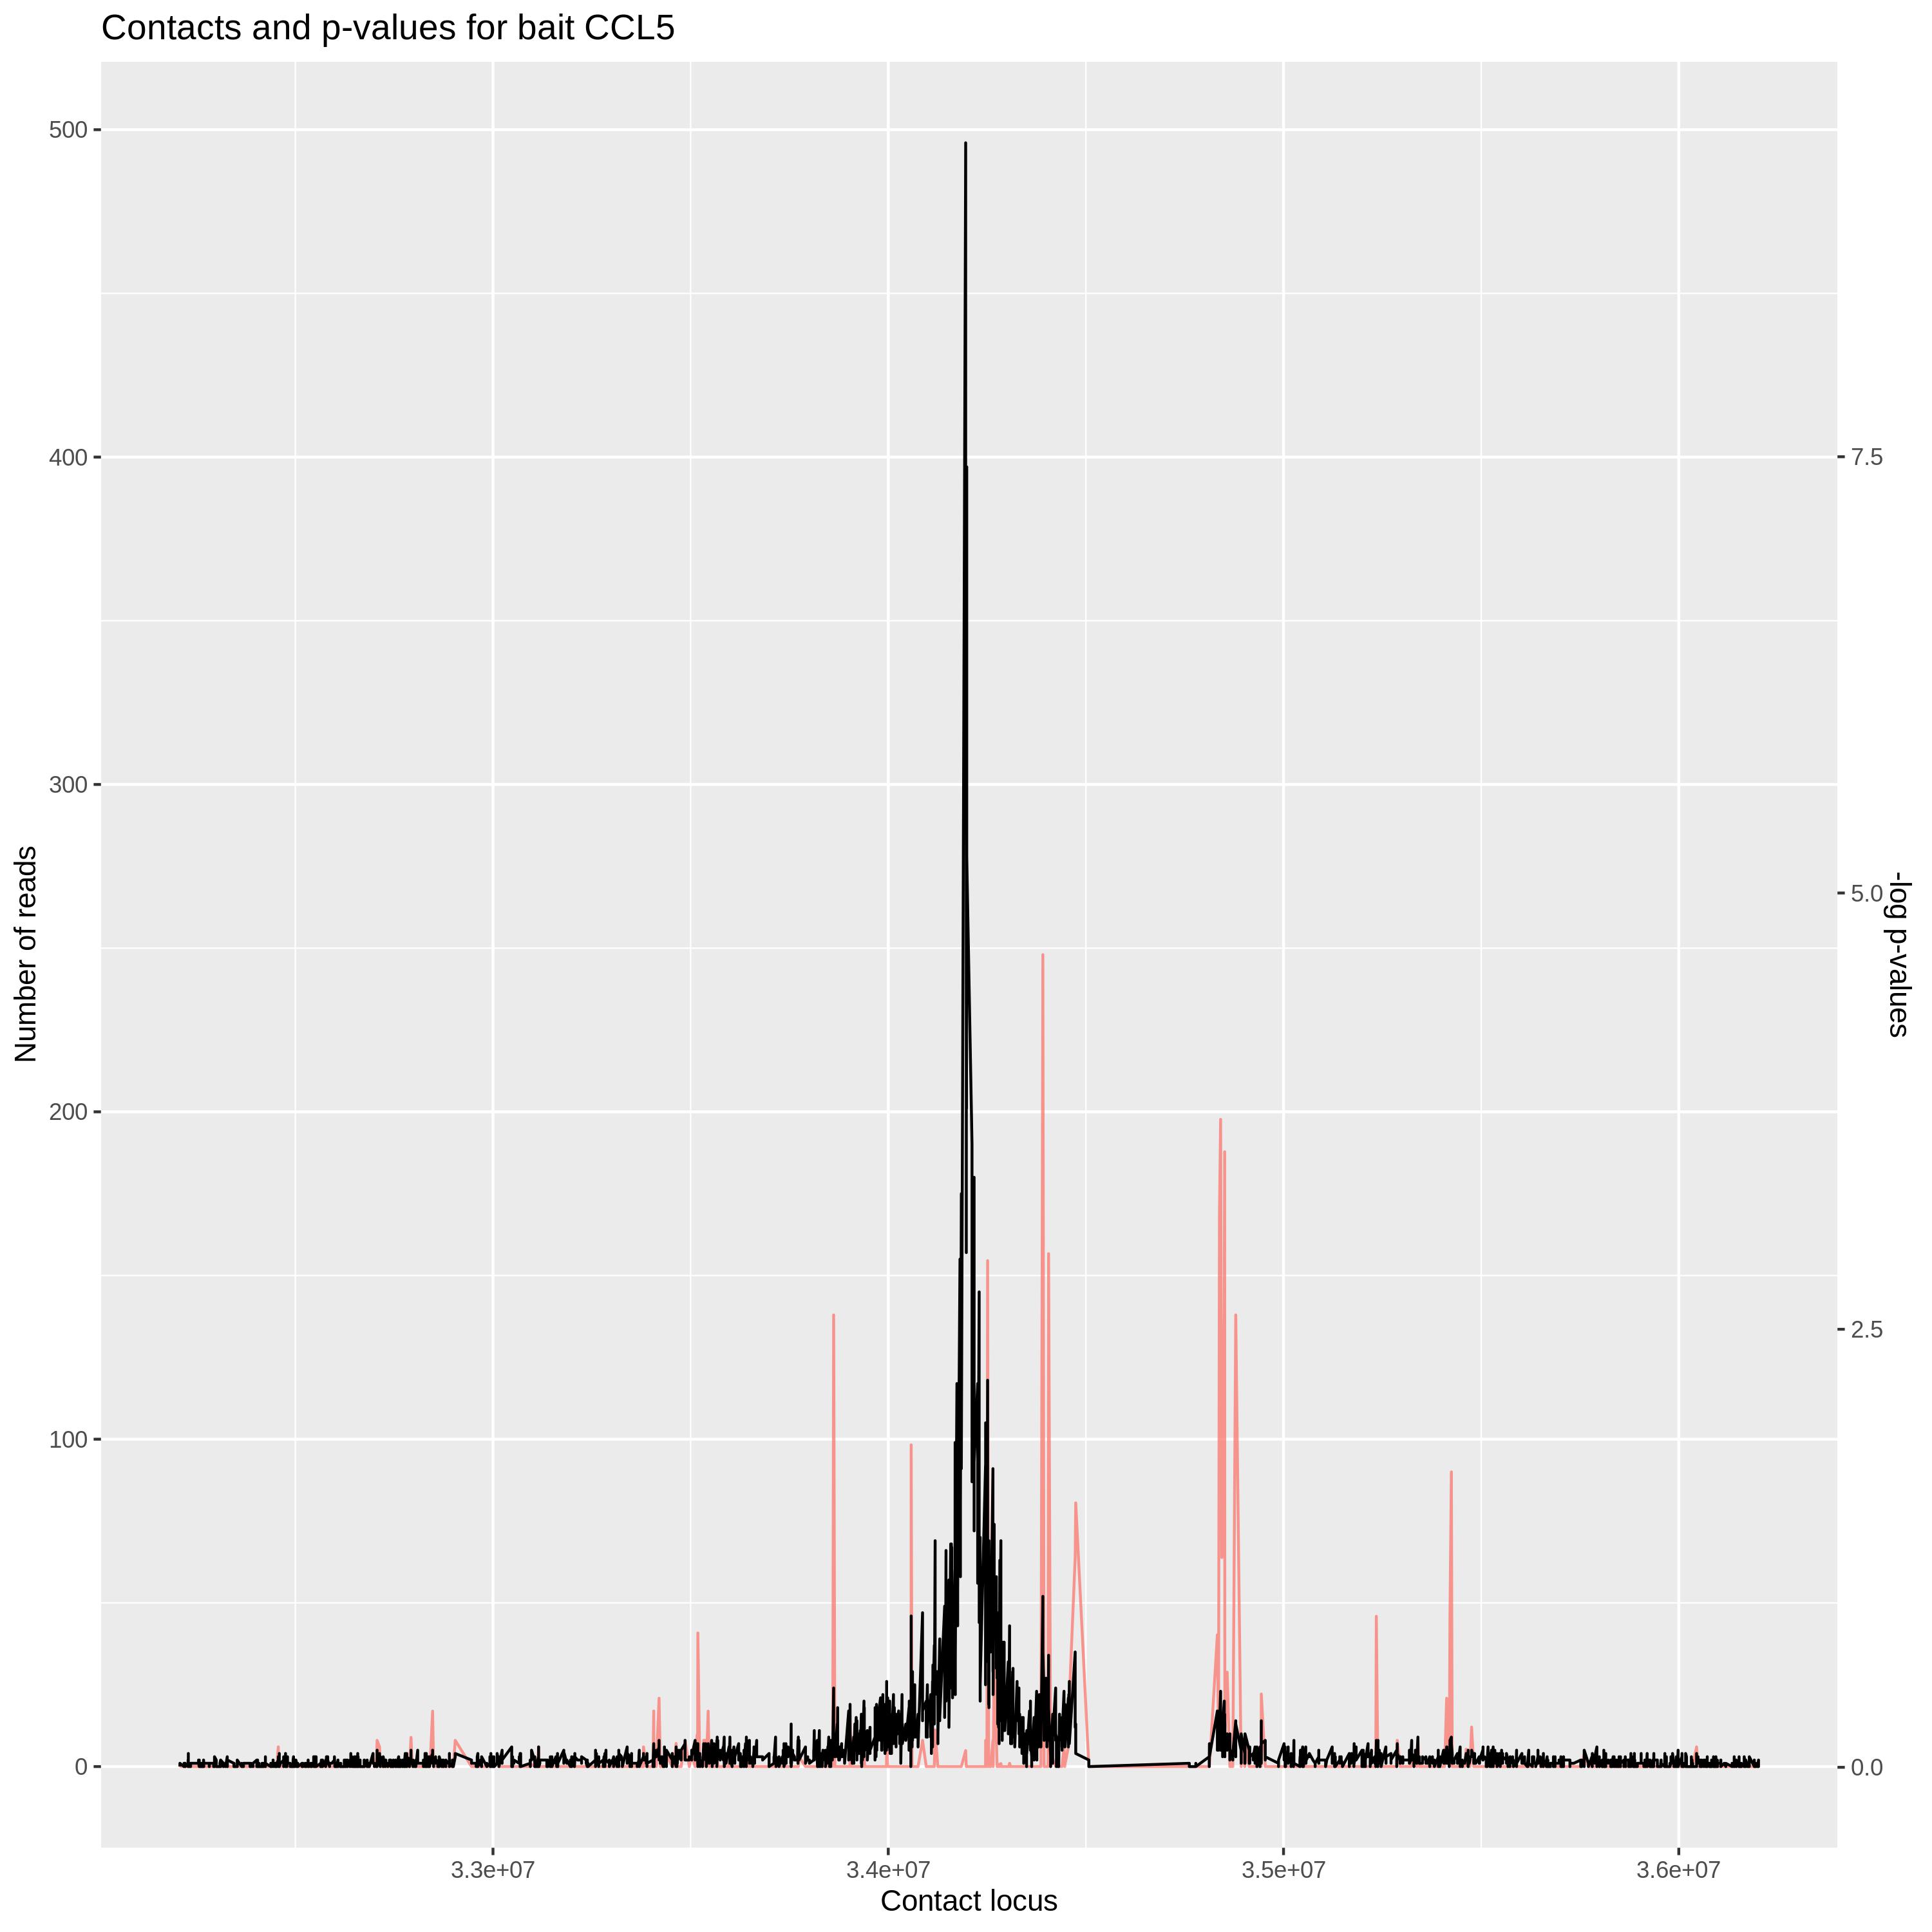 Contacts and p-values for bait CCL5
500
400
300
200
100
0
Number of reads
7.5
5.0
2.5
0.0
-log p-values
3.3e+07 3.4e+07 3.5e+07 3.6e+07
Contact locus